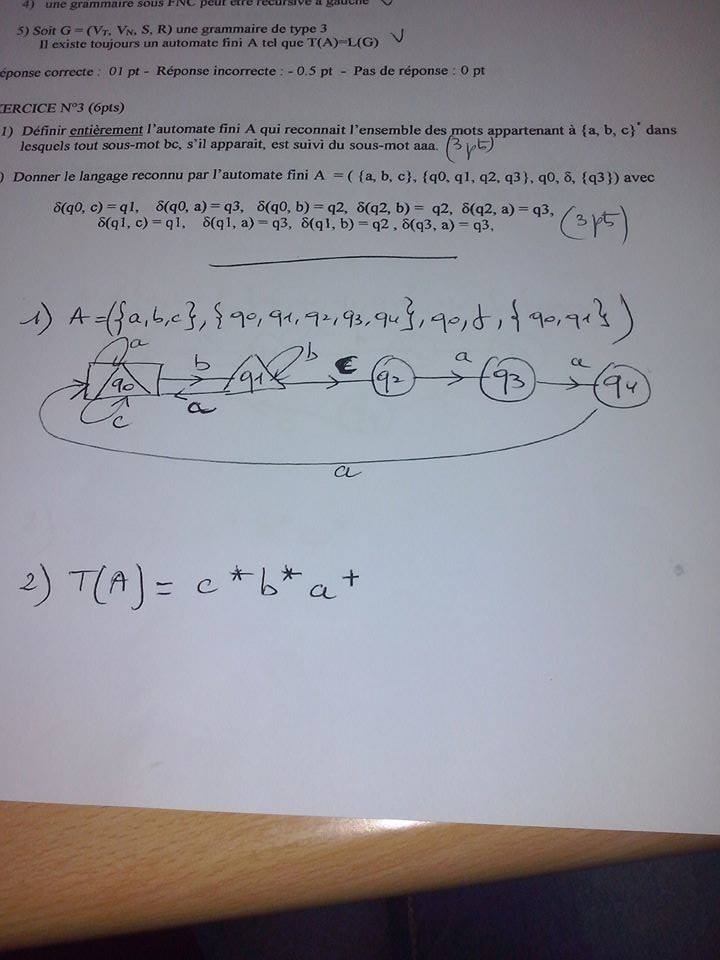 4) une grammaire sous FNC peut être récursive à gauche
5) Soit G = (VT, VN, S, R) une grammaire de type 3
Il existe toujours un automate fini A tel que T(A)=L(G)
éponse correcte : 01 pt - Réponse incorrecte : - 0.5 pt - Pas de réponse : 0 pt
ERCICE N°3 (6pts)
1) Définir entièrement l'automate fini A qui reconnait l'ensemble des mots appartenant à {a, b, c}* dans
lesquels tout sous-mot bc, s'il apparait, est suivi du sous-mot aaa. (3 pts)
) Donner le langage reconnu par l'automate fini A = ( {a, b, c}, {q0, q1, q2, q3}, q0, δ, {q3}) avec
δ(q0, c) = q1, δ(q0, a) = q3, δ(q0, b) = q2, δ(q2, b) = q2, δ(q2, a) = q3,
δ(q1, c) = q1, δ(q1, a) = q3, δ(q1, b) = q2 , δ(q3, a) = q3, (3 pts)
1) A = ({a, b, c}, {q0, q1, q2, q3, q4}, q0, δ, {q0, q1})
a b b c a a
q0 q1 q2 q3 q4
c a
a
2) T(A) = c* b* a+